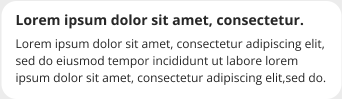 Lorem ipsum dolor sit amet, consectetur.
Lorem ipsum dolor sit amet, consectetur adipiscing elit,
sed do eiusmod tempor incididunt ut labore lorem
ipsum dolor sit amet, consectetur adipiscing elit,sed do.